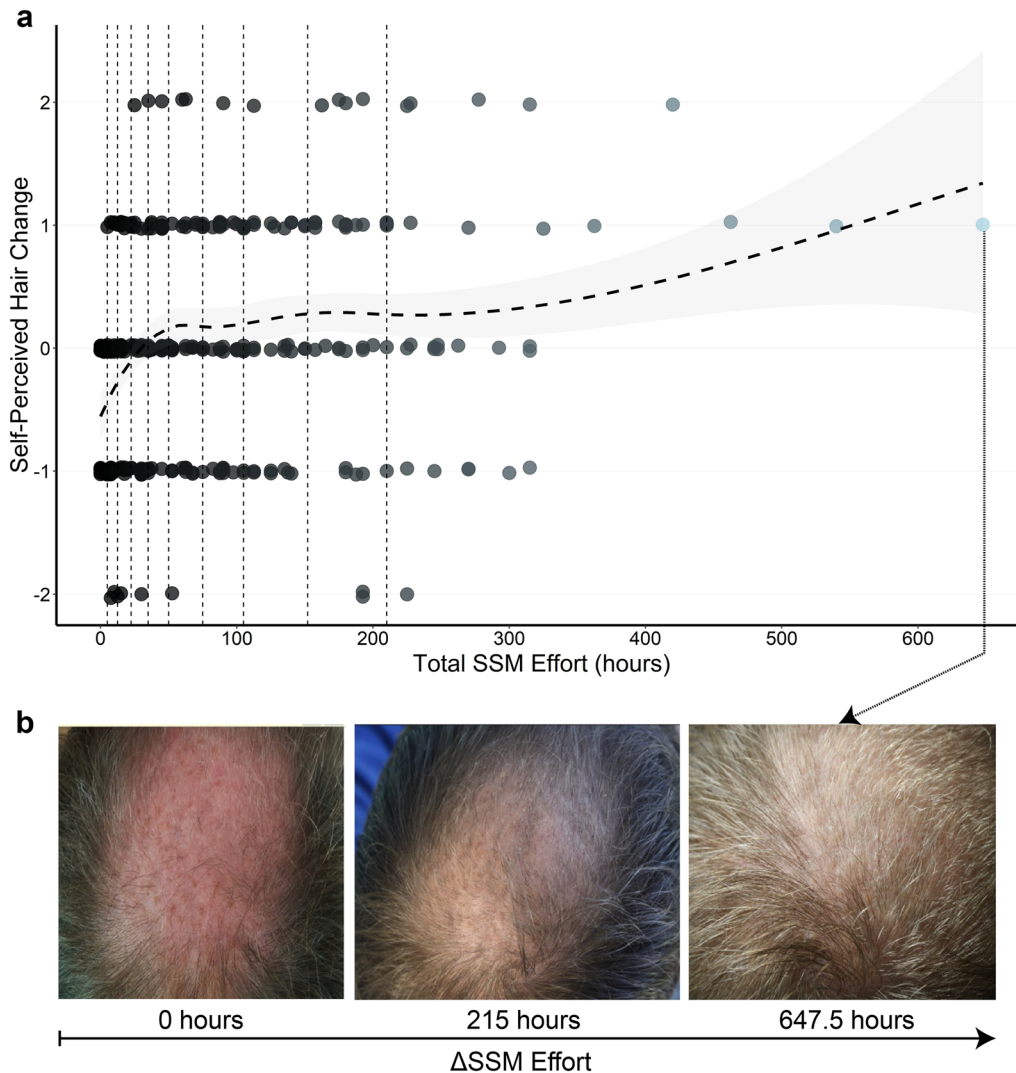 a
Self-Perceived Hair Change
2
1
0
-1
-2
0 100 200 300 400 500 600
Total SSM Effort (hours)
b
0 hours 215 hours 647.5 hours
ΔSSM Effort